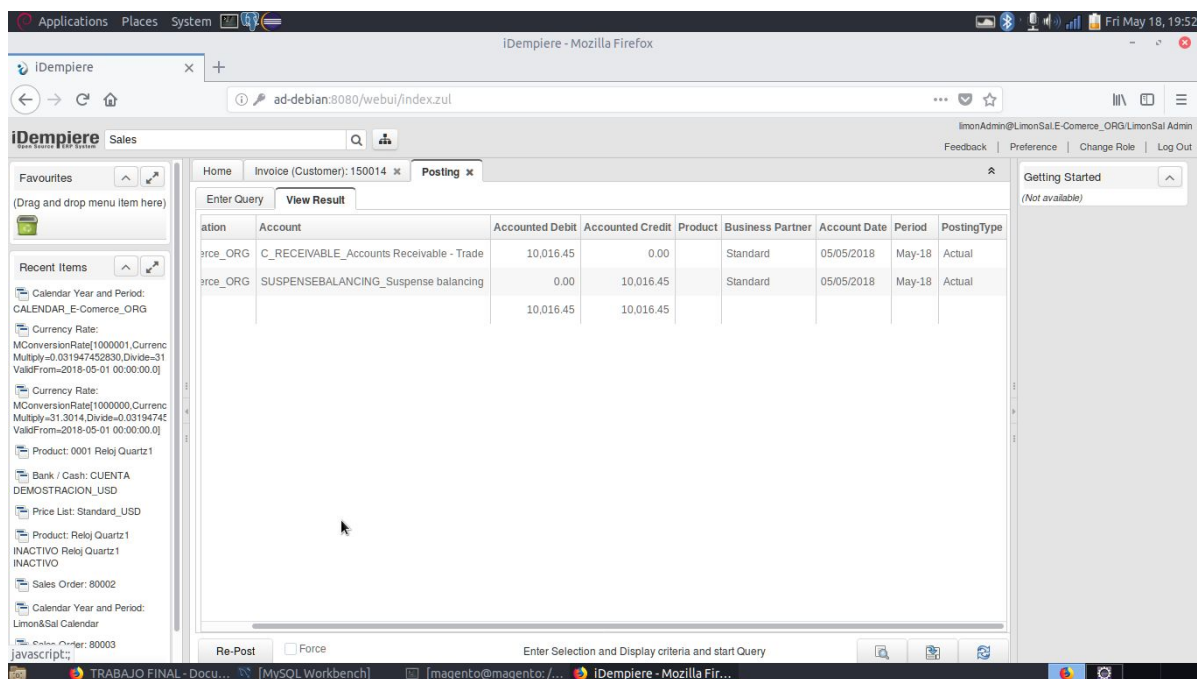 Applications Places System Fri May 18, 19:52
iDempiere - Mozilla Firefox
iDempiere
ad-debian:8080/webui/index.zul
limonAdmin@LimonSal.E-Comerce_ORG/LimonSal Admin
iDempiere Sales
Open Source ERP System
Feedback | Preference | Change Role | Log Out
Favourites
(Drag and drop menu item here)
Recent Items
Calendar Year and Period:
CALENDAR_E-Comerce_ORG
Currency Rate:
MConversionRate[1000001,Currenc
Multiply=0.031947452830,Divide=31
ValidFrom=2018-05-01 00:00:00.0]
Currency Rate:
MConversionRate[1000000,Currenc
Multiply=31.3014,Divide=0.03194745
ValidFrom=2018-05-01 00:00:00.0]
Product: 0001 Reloj Quartz1
Bank / Cash: CUENTA
DEMOSTRACION_USD
Price List: Standard_USD
Product: Reloj Quartz1
INACTIVO Reloj Quartz1
INACTIVO
Sales Order: 80002
Calendar Year and Period:
Limon&Sal Calendar
Sales Order: 80003
javascript:;
Home Invoice (Customer): 150014 Posting
Enter Query View Result
ation Account Accounted Debit Accounted Credit Product Business Partner Account Date Period PostingType
erce_ORG C_RECEIVABLE_Accounts Receivable - Trade 10,016.45 0.00 Standard 05/05/2018 May-18 Actual
erce_ORG SUSPENSEBALANCING_Suspense balancing 0.00 10,016.45 Standard 05/05/2018 May-18 Actual
10,016.45 10,016.45
Re-Post Force Enter Selection and Display criteria and start Query
Getting Started
(Not available)
TRABAJO FINAL - Docu... [MySQL Workbench] [magento@magento: /... iDempiere - Mozilla Fir...